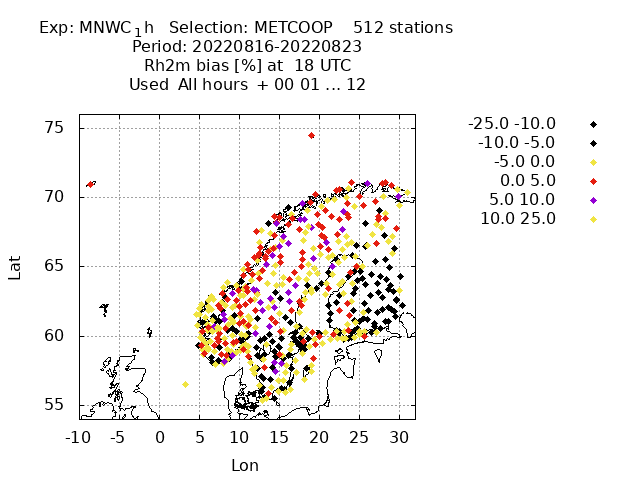 Exp: MNWC_1h   Selection: METCOOP    512 stations
Period: 20220816-20220823
Rh2m bias [%] at  18 UTC
Used  All hours  + 00 01 ... 12
-25.0 -10.0
-10.0 -5.0
-5.0 0.0
0.0 5.0
5.0 10.0
10.0 25.0
75
70
65
60
55
Lat
-10 -5 0 5 10 15 20 25 30
Lon